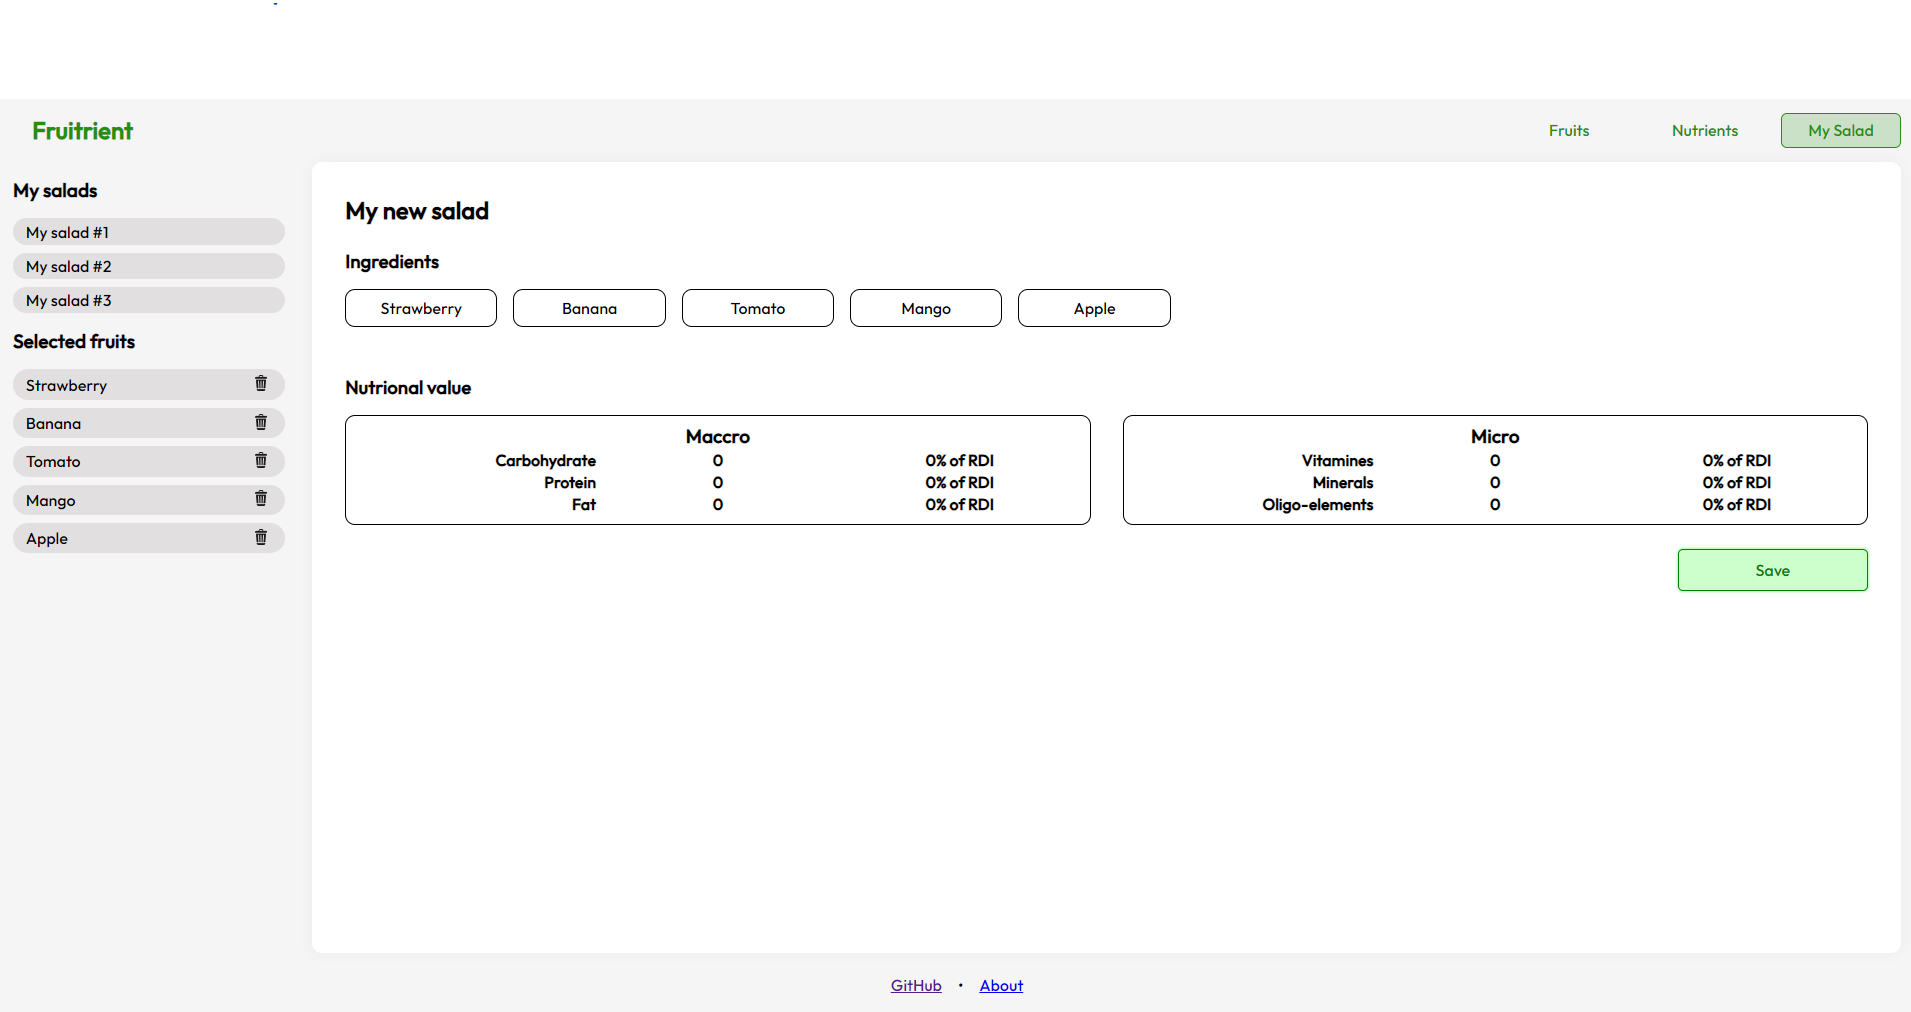 Fruitrient
Fruits
Nutrients
My Salad
My salads
My salad #1
My salad #2
My salad #3
Selected fruits
Strawberry
Banana
Tomato
Mango
Apple
My new salad
Ingredients
Strawberry Banana Tomato Mango Apple
Nutrional value
Maccro
Carbohydrate 0 0% of RDI
Protein 0 0% of RDI
Fat 0 0% of RDI
Micro
Vitamines 0 0% of RDI
Minerals 0 0% of RDI
Oligo-elements 0 0% of RDI
Save
GitHub • About